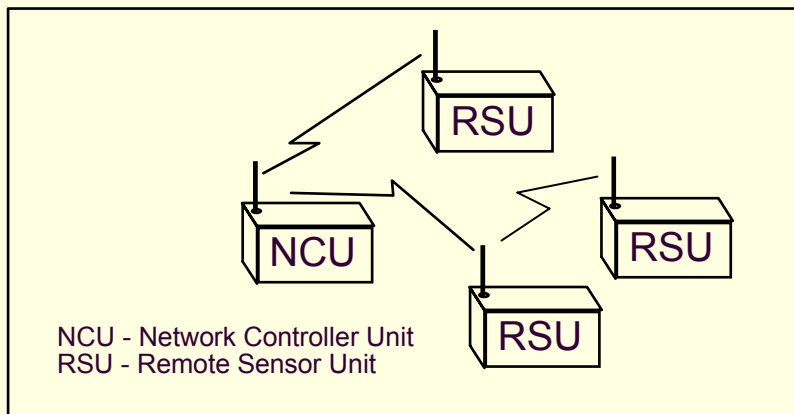 RSU
RSU
NCU
RSU
NCU - Network Controller Unit
RSU - Remote Sensor Unit